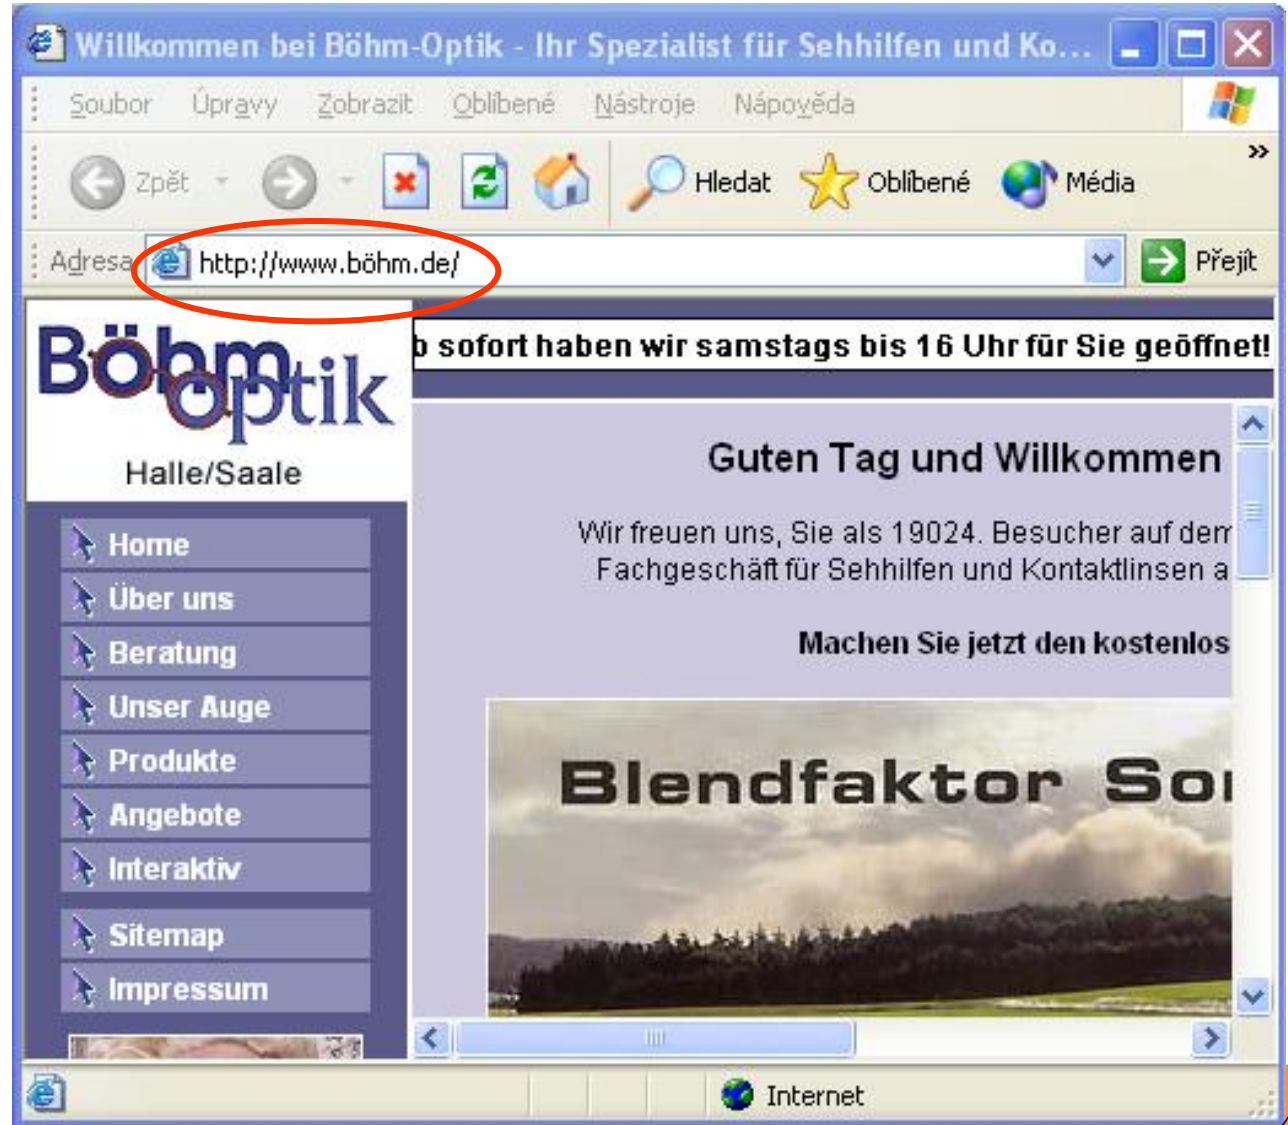 Willkommen bei Böhm-Optik - Ihr Spezialist für Sehhilfen und Ko...
Soubor Úpravy Zobrazit Oblíbené Nástroje Nápověda
Zpět Hledat Oblíbené Média »
Adresa http://www.böhm.de/ Přejít
Böhm
optik
Halle/Saale
sofort haben wir samstags bis 16 Uhr für Sie geöffnet!
Home
Über uns
Beratung
Unser Auge
Produkte
Angebote
Interaktiv
Sitemap
Impressum
Guten Tag und Willkommen
Wir freuen uns, Sie als 19024. Besucher auf dem
Fachgeschäft für Sehhilfen und Kontaktlinsen a
Machen Sie jetzt den kostenlos
Blendfaktor
Internet